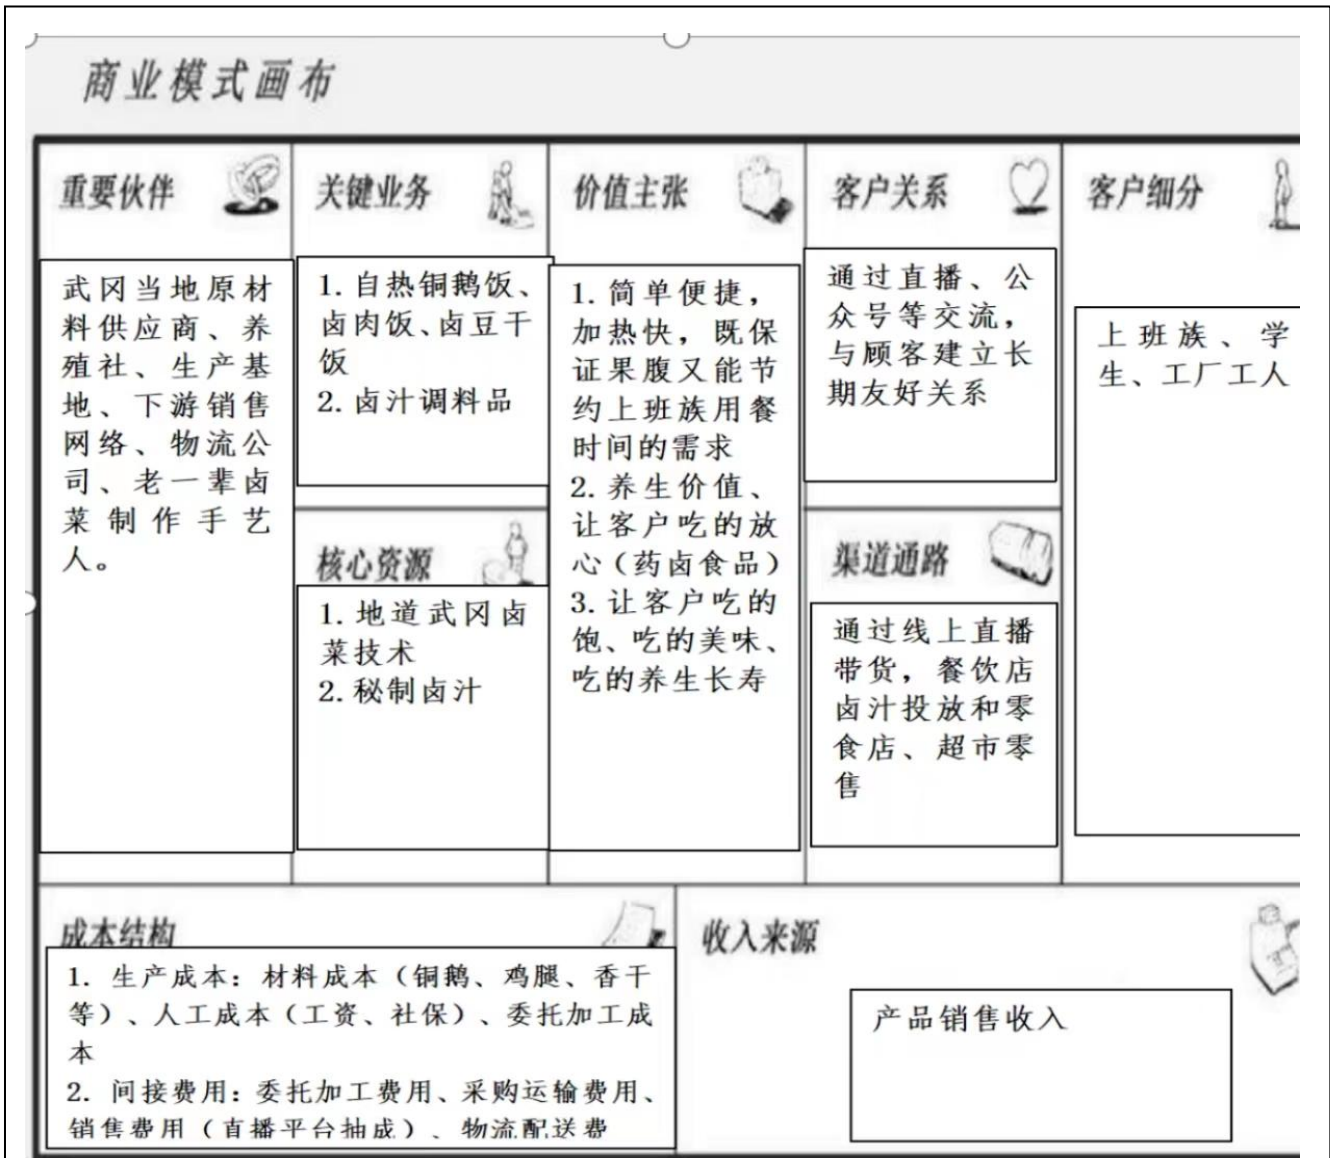 商业模式画布
重要伙伴
武冈当地原材
料供应商、养
殖社、生产基
地、下游销售
网络、物流公
司、老一辈卤
菜制作手艺
人。
关键业务
1. 自热铜鹅饭、
卤肉饭、卤豆干
饭
2. 卤汁调料品
核心资源
1. 地道武冈卤
菜技术
2. 秘制卤汁
价值主张
1. 简单便捷，
加热快，既保
证果腹又能节
约上班族用餐
时间的需求
2. 养生价值、
让客户吃的放
心（药卤食品）
3. 让客户吃的
饱、吃的美味、
吃的养生长寿
客户关系
通过直播、公
众号等交流，
与顾客建立长
期友好关系
渠道通路
通过线上直播
带货，餐饮店
卤汁投放和零
食店、超市零
售
客户细分
上班族、学
生、工厂工人
成本结构
1. 生产成本：材料成本（铜鹅、鸡腿、香干
等）、人工成本（工资、社保）、委托加工成
本
2. 间接费用：委托加工费用、采购运输费用、
销售费用（直播平台抽成）、物流配送费
收入来源
产品销售收入